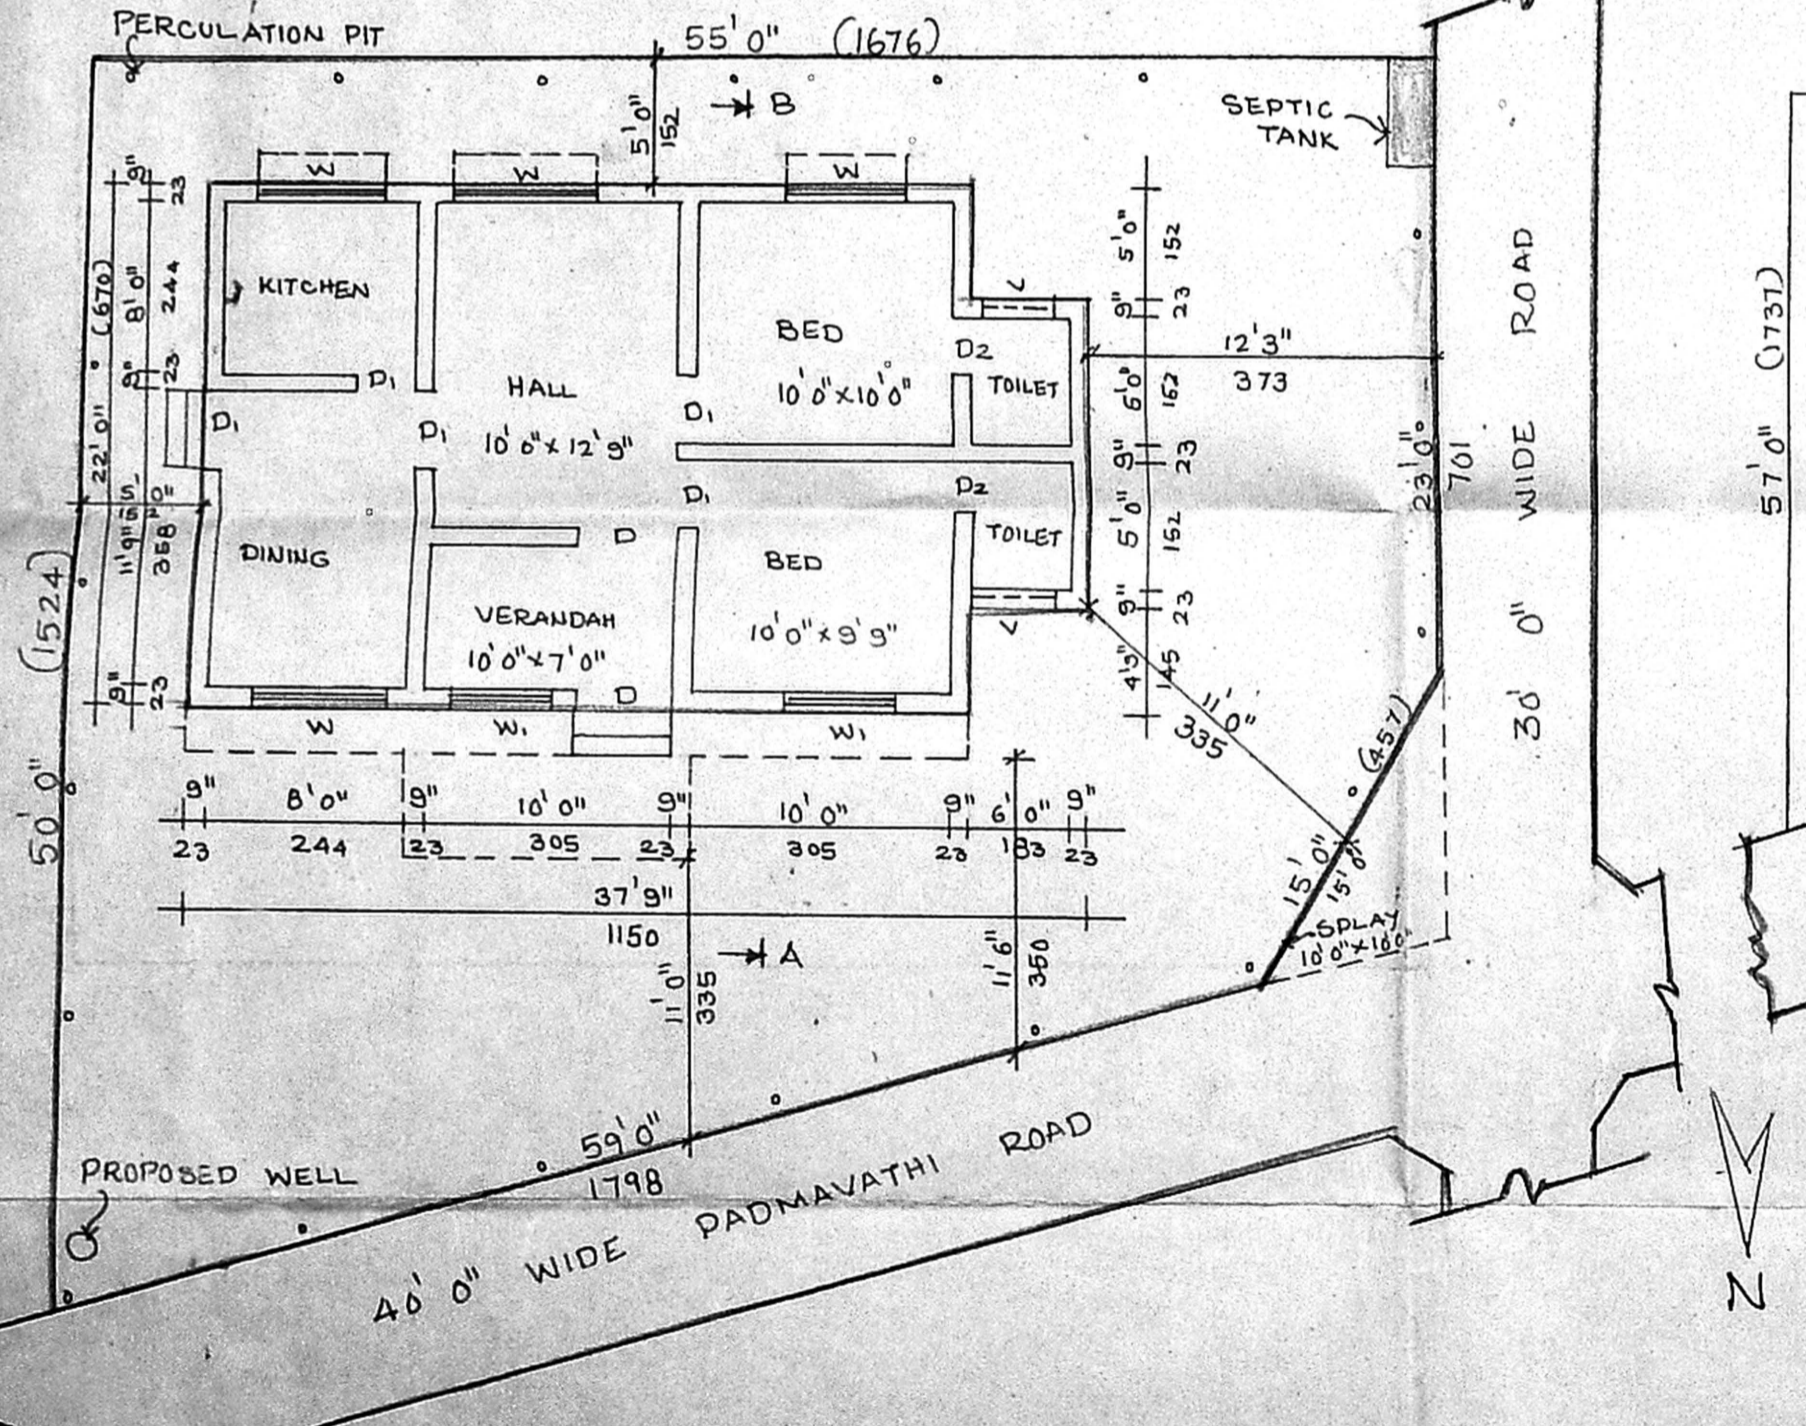 PERCULATION PIT
55'0" (1676)
5'0"
152
B
SEPTIC
TANK
W
W
W
9"
23
8'0"
244
9"
23
(670)
22'0"
5'0"
11'9"
358
9"
23
(1524)
50'0"
KITCHEN
D1
D1
D1
HALL
10'0"x12'9"
D1
BED
10'0"x10'0"
D2
TOILET
V
D1
D2
TOILET
V
DINING
D
VERANDAH
10'0"x7'0"
D
BED
10'0"x9'9"
W
W1
W1
5'0"
152
9"
23
6'0"
9"
23
5'0"
152
9"
23
4'9"
145
12'3"
373
23'0"
701
30'0" WIDE ROAD
57'0" (1737)
11'0"
335
(457)
15'0"
15'0"
SPLAY
10'0"x10'0"
9" 8'0" 9" 10'0" 9" 10'0" 9" 6'0" 9"
23 244 23 305 23 305 23 183 23
37'9"
1150
A
11'0"
335
11'6"
350
59'0"
1798
PROPOSED WELL
40'0" WIDE PADMAVATHI ROAD
N